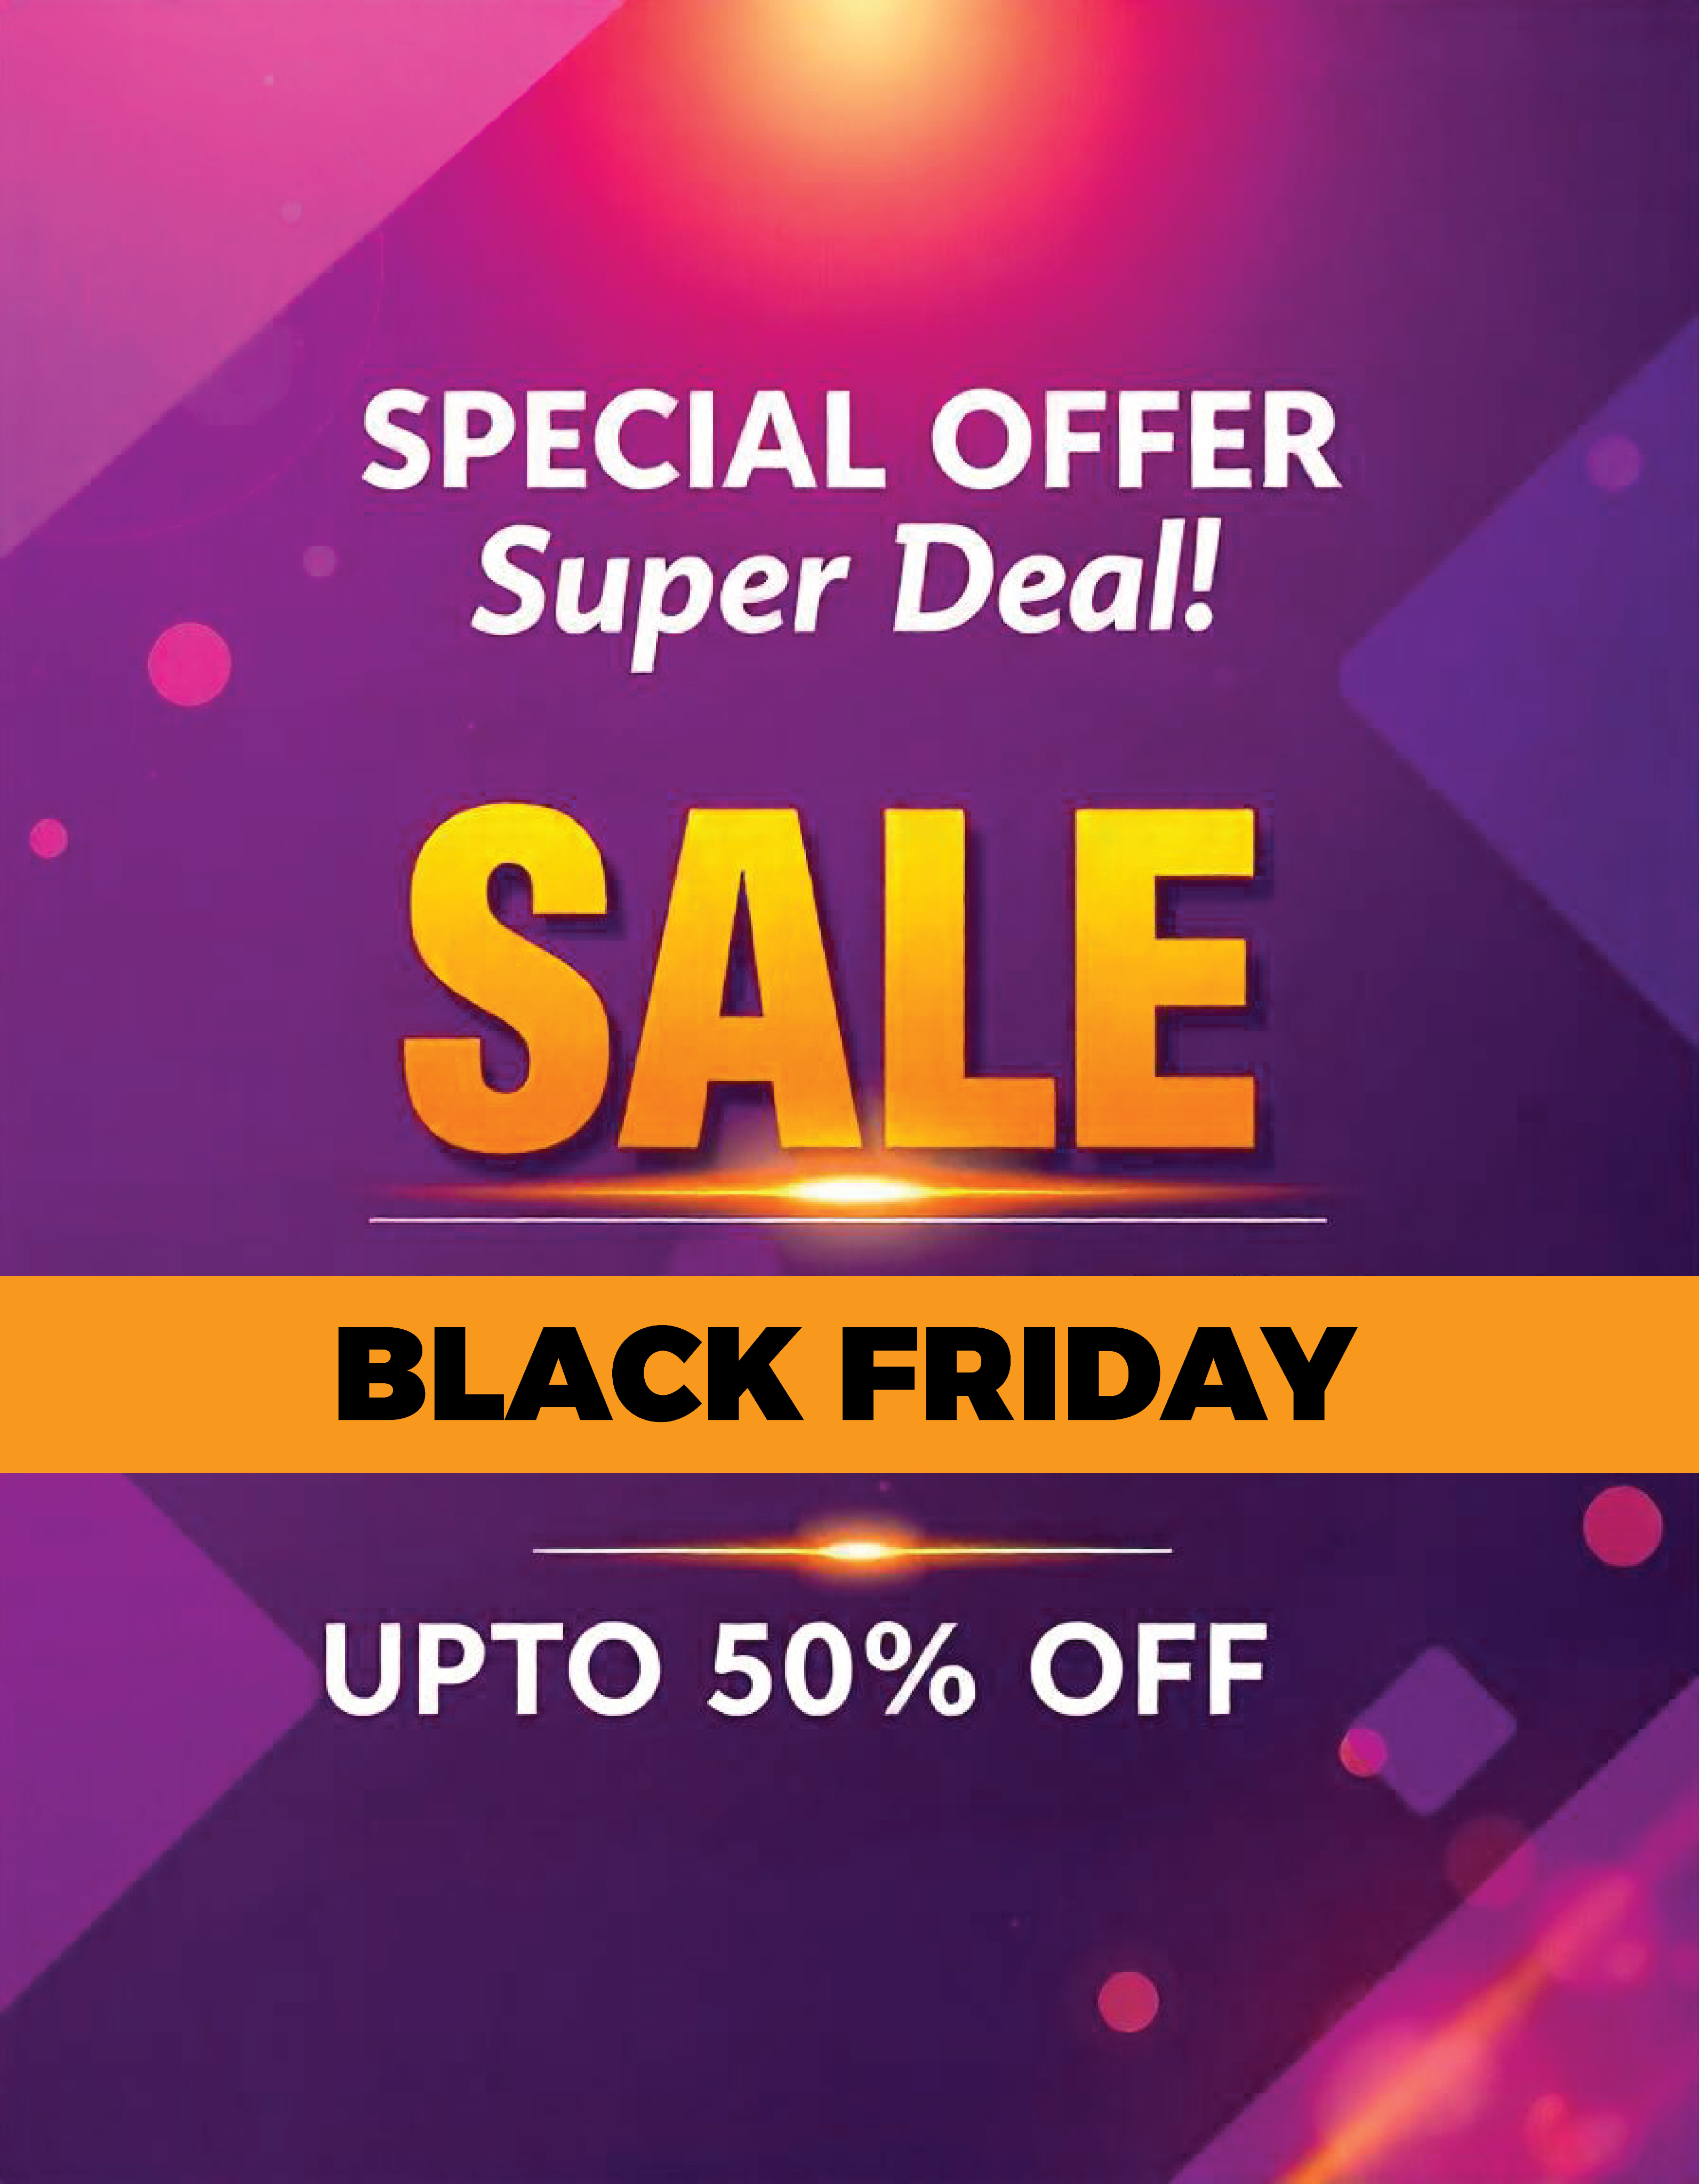 SPECIAL OFFER
Super Deal!
SALE
BLACK FRIDAY
UPTO 50% OFF